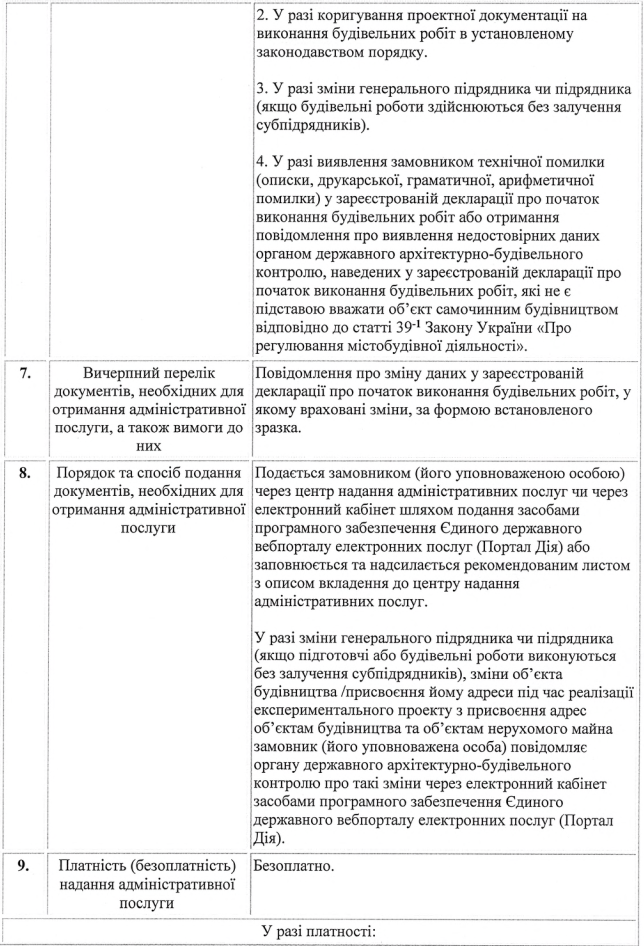 2. У разі коригування проектної документації на
виконання будівельних робіт в установленому
законодавством порядку.
3. У разі зміни генерального підрядника чи підрядника
(якщо будівельні роботи здійснюються без залучення
субпідрядників).
4. У разі виявлення замовником технічної помилки
(описки, друкарської, граматичної, арифметичної
помилки) у зареєстрованій декларації про початок
виконання будівельних робіт або отримання
повідомлення про виявлення недостовірних даних
органом державного архітектурно-будівельного
контролю, наведених у зареєстрованій декларації про
початок виконання будівельних робіт, які не є
підставою вважати об’єкт самочинним будівництвом
відповідно до статті 39-1 Закону України «Про
регулювання містобудівної діяльності».
7.
Вичерпний перелік
документів, необхідних для
отримання адміністративної
послуги, а також вимоги до
них
Повідомлення про зміну даних у зареєстрованій
декларації про початок виконання будівельних робіт, у
якому враховані зміни, за формою встановленого
зразка.
8.
Порядок та спосіб подання
документів, необхідних для
отримання адміністративної
послуги
Подається замовником (його уповноваженою особою)
через центр надання адміністративних послуг чи через
електронний кабінет шляхом подання засобами
програмного забезпечення Єдиного державного
вебпорталу електронних послуг (Портал Дія) або
заповнюється та надсилається рекомендованим листом
з описом вкладення до центру надання
адміністративних послуг.
У разі зміни генерального підрядника чи підрядника
(якщо підготовчі або будівельні роботи виконуються
без залучення субпідрядників), зміни об’єкта
будівництва /присвоєння йому адреси під час реалізації
експериментального проекту з присвоєння адрес
об’єктам будівництва та об’єктам нерухомого майна
замовник (його уповноважена особа) повідомляє
органу державного архітектурно-будівельного
контролю про такі зміни через електронний кабінет
засобами програмного забезпечення Єдиного
державного вебпорталу електронних послуг (Портал
Дія).
9.
Платність (безоплатність)
надання адміністративної
послуги
Безоплатно.
У разі платності: